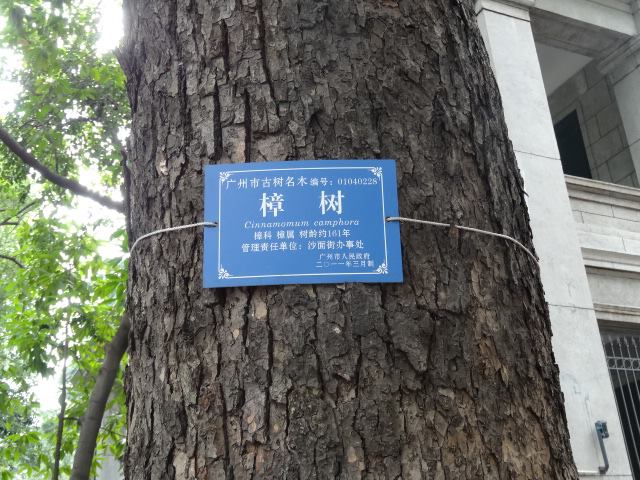 广州市古树名木 编号：01040228
樟 树
Cinnamomum camphora
樟科 樟属 树龄约161年
管理责任单位：沙面街办事处
广州市人民政府
二〇一一年三月制